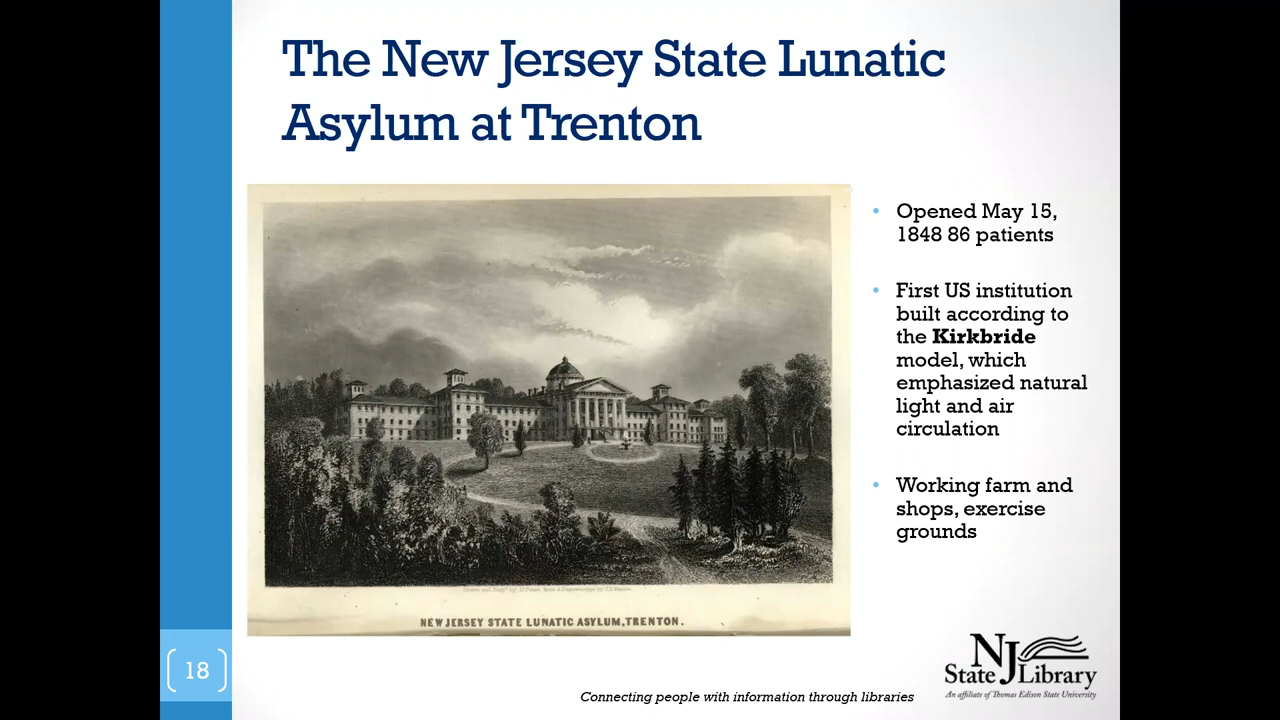 The New Jersey State Lunatic
Asylum at Trenton
NEW JERSEY STATE LUNATIC ASYLUM, TRENTON.
• Opened May 15,
1848 86 patients
• First US institution
built according to
the Kirkbride
model, which
emphasized natural
light and air
circulation
• Working farm and
shops, exercise
grounds
18
Connecting people with information through libraries
NJ
State Library
An affiliate of Thomas Edison State University